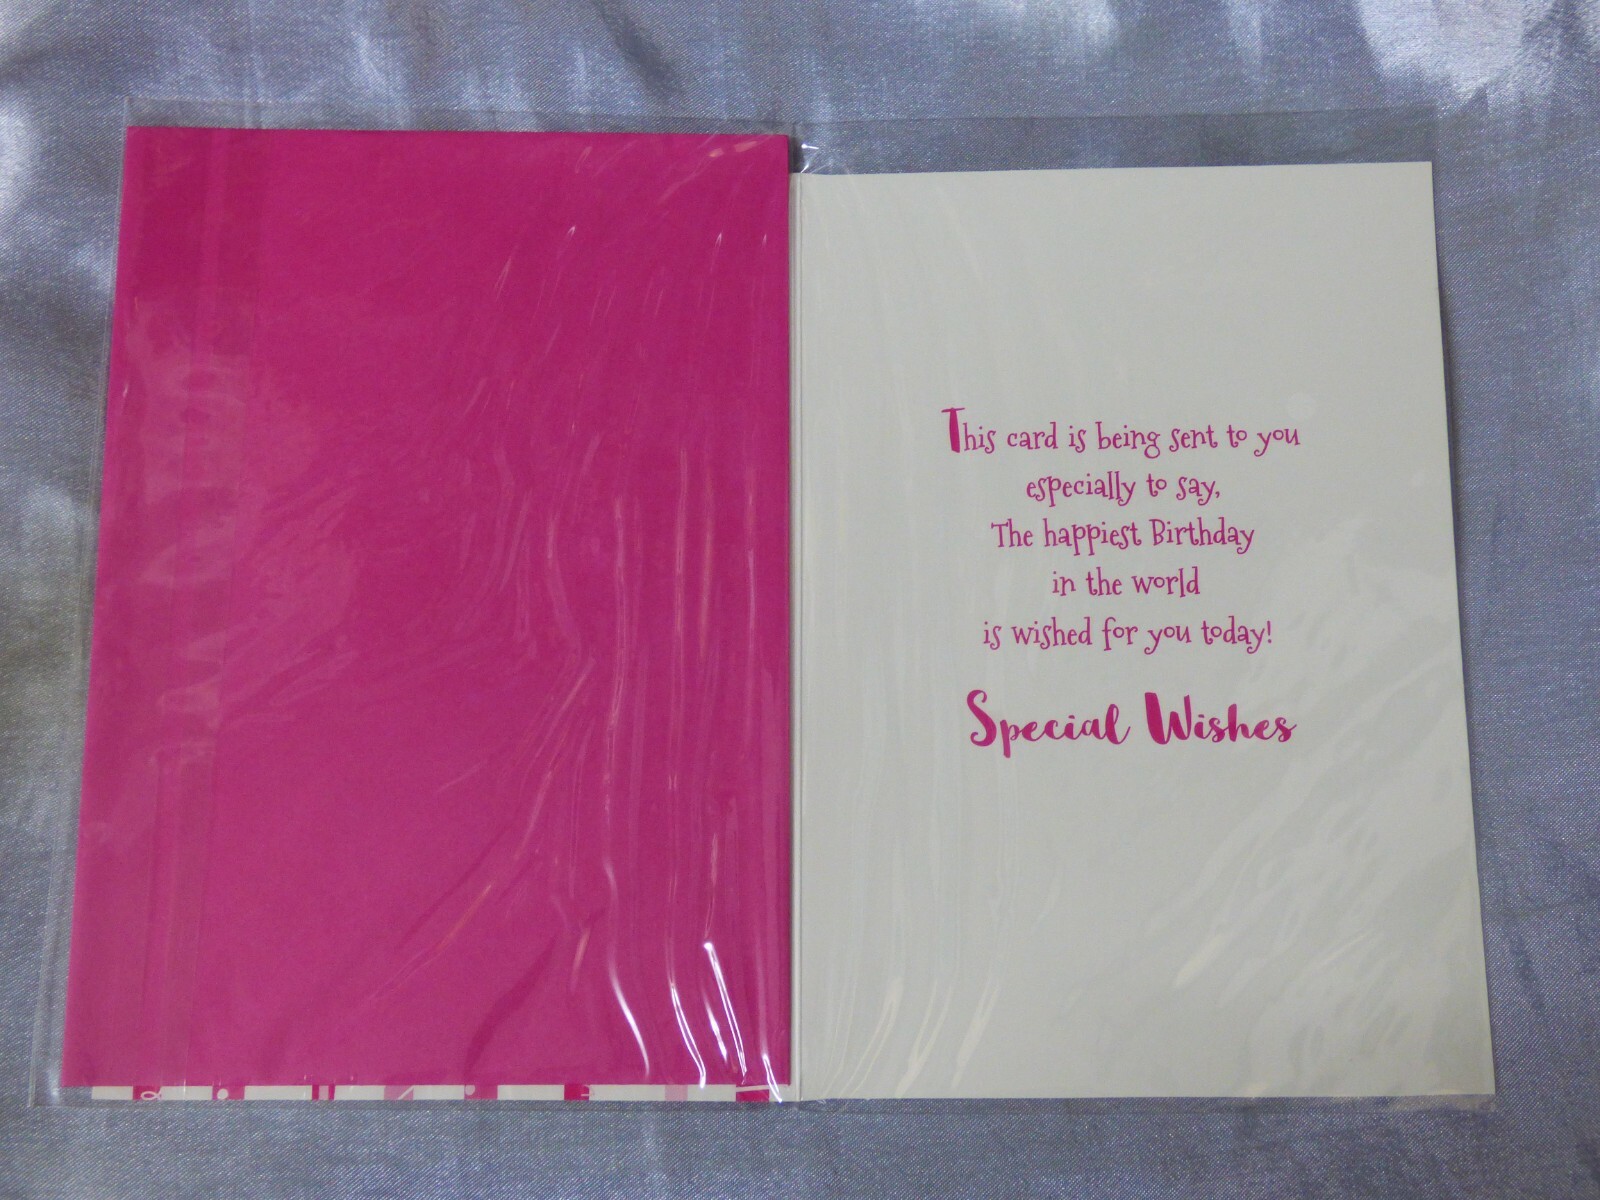 This card is being sent to you
especially to say,
The happiest Birthday
in the world
is wished for you today!
Special Wishes